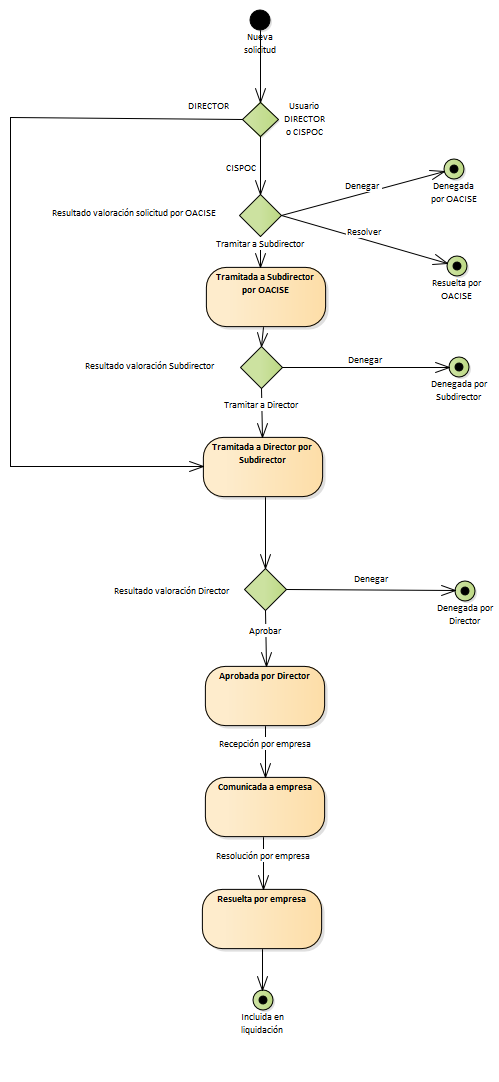 Nueva
solicitud
DIRECTOR
Usuario
DIRECTOR
o CISPOC
CISPOC
Denegar
Denegada
por OACISE
Resultado valoración solicitud por OACISE
Resolver
Tramitar a Subdirector
Resuelta por
OACISE
Tramitada a Subdirector
por OACISE
Resultado valoración Subdirector
Denegar
Denegada por
Subdirector
Tramitar a Director
Tramitada a Director por
Subdirector
Resultado valoración Director
Denegar
Denegada por
Director
Aprobar
Aprobada por Director
Recepción por empresa
Comunicada a empresa
Resolución por empresa
Resuelta por empresa
Incluida en
liquidación